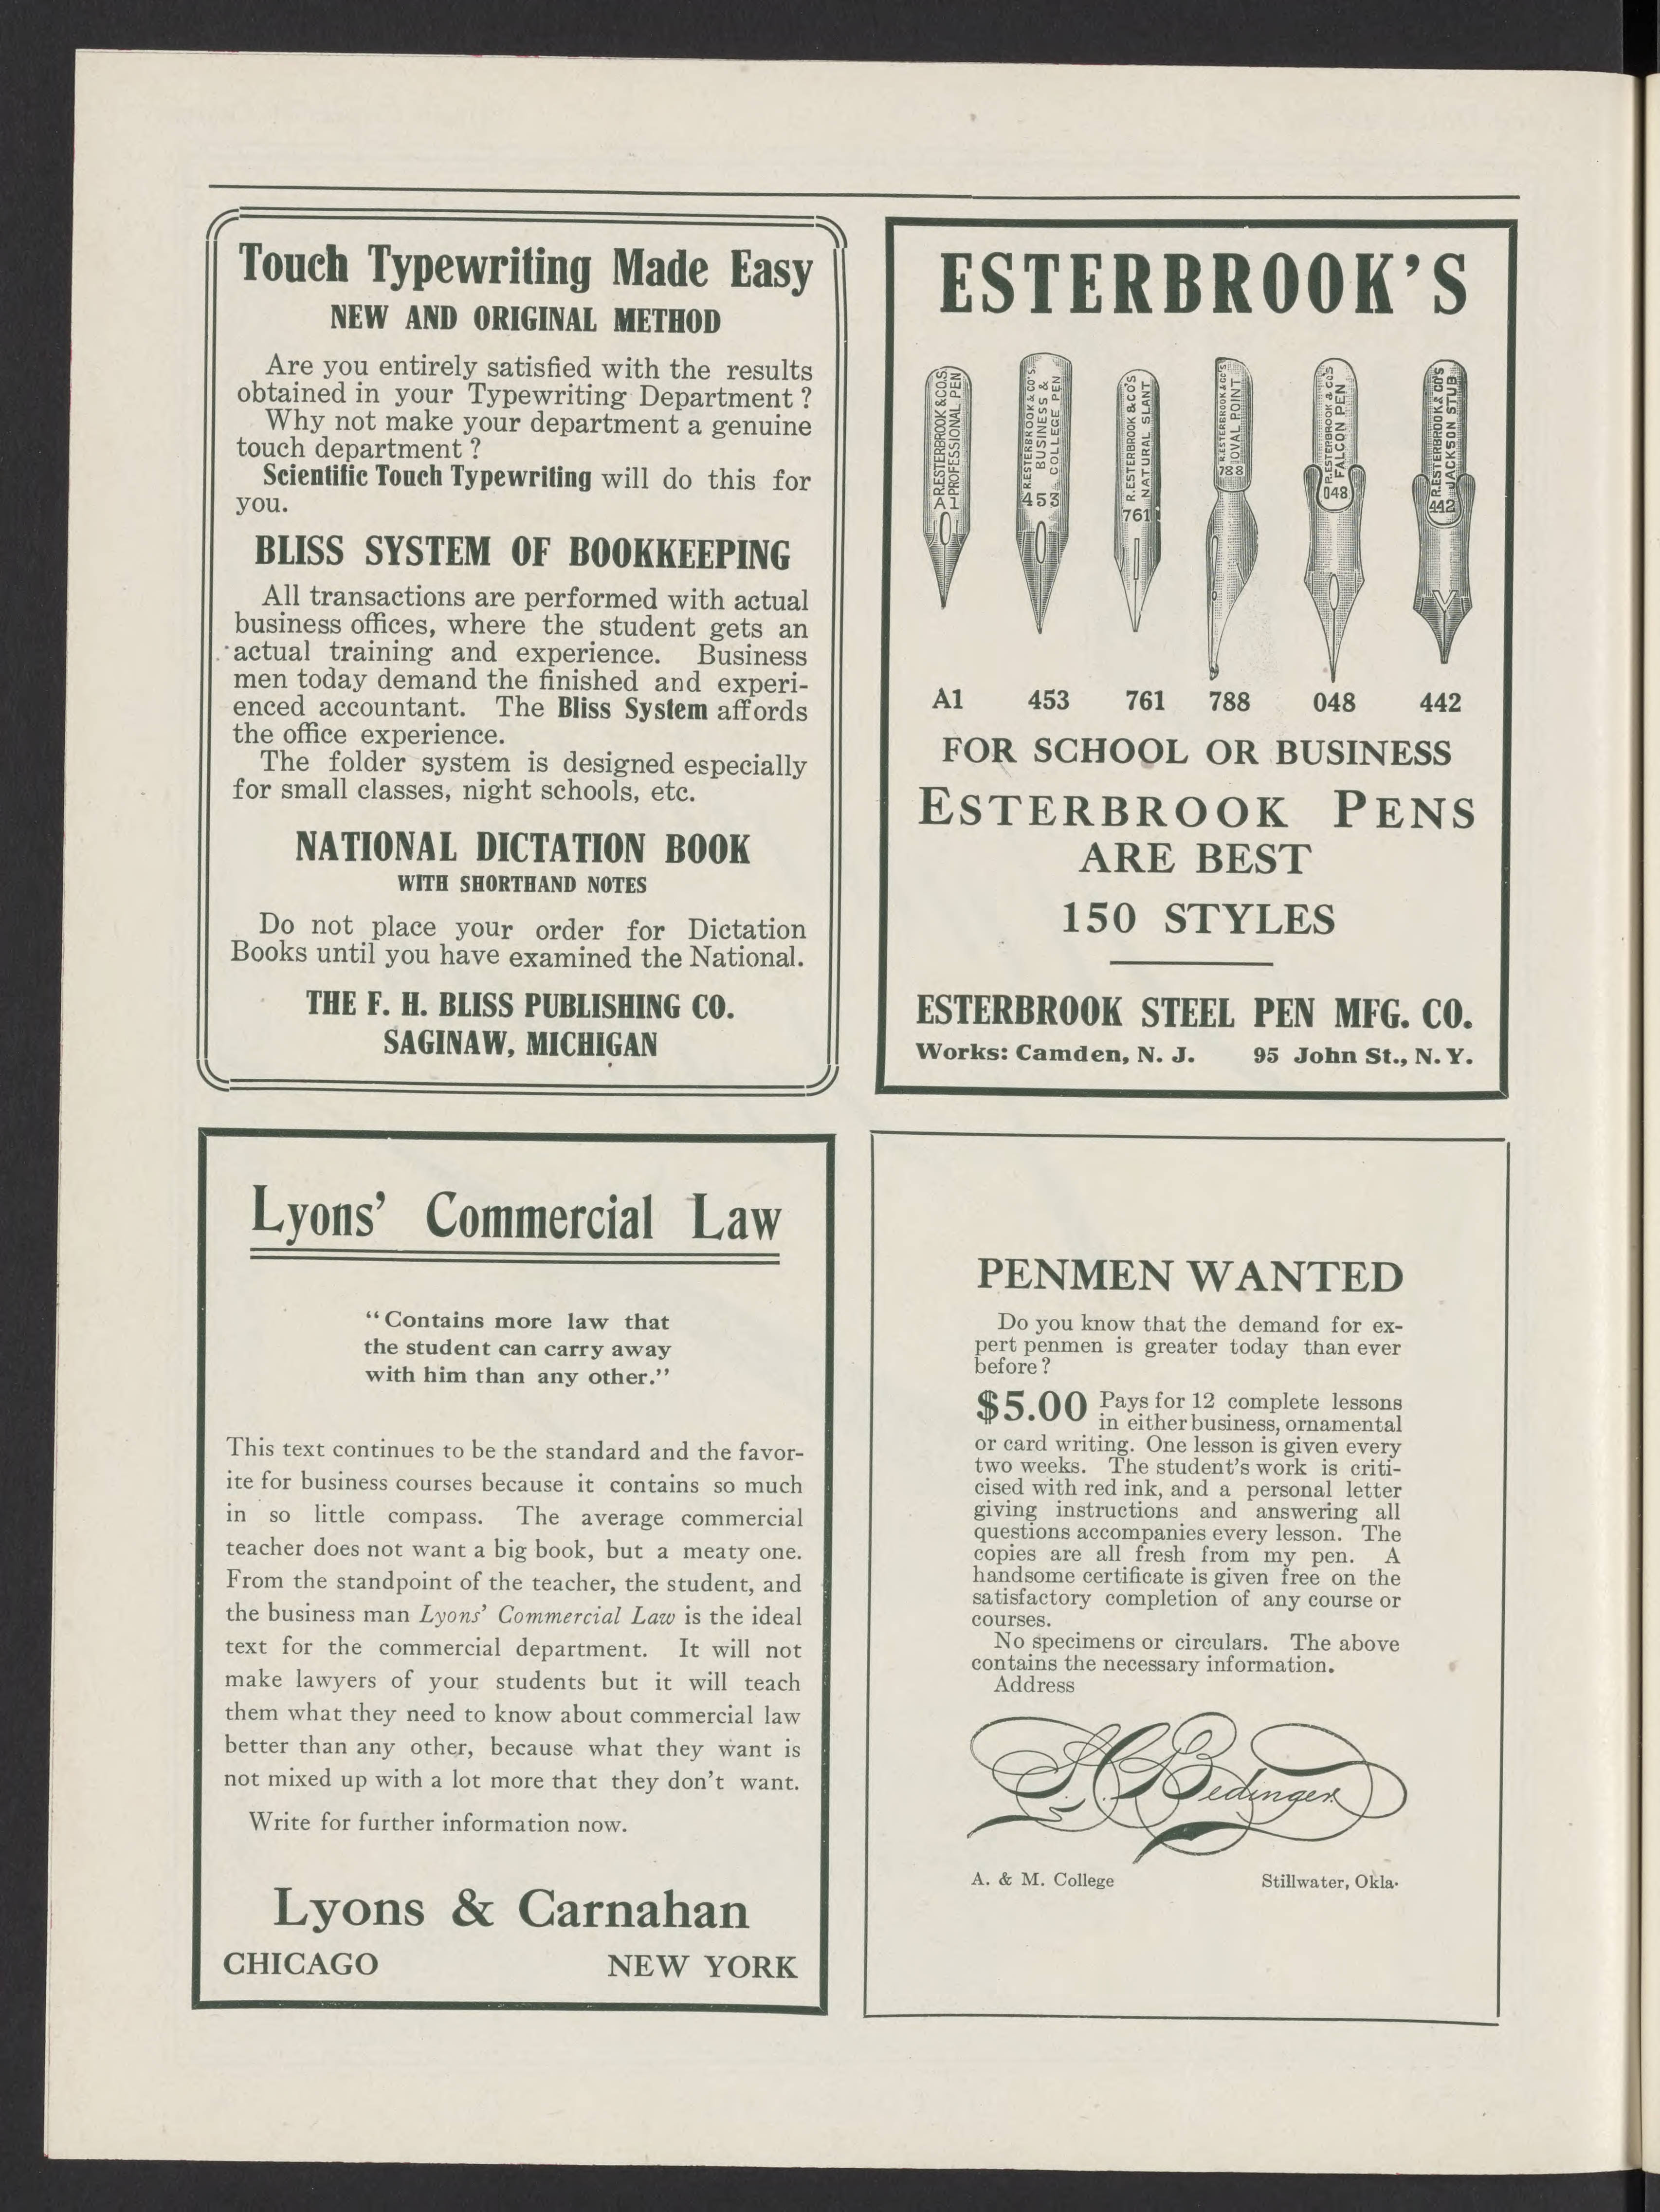 Touch Typewriting Made Easy
NEW AND ORIGINAL METHOD
Are you entirely satisfied with the results
obtained in your Typewriting Department ?
Why not make your department a genuine
touch department ?
Scientific Touch Typewriting will do this for
you.
BLISS SYSTEM OF BOOKKEEPING
All transactions are performed with actual
business offices, where the student gets an
actual training and experience. Business
men today demand the finished and experi-
enced accountant. The Bliss System affords
the office experience.
The folder system is designed especially
for small classes, night schools, etc.
NATIONAL DICTATION BOOK
WITH SHORTHAND NOTES
Do not place your order for Dictation
Books until you have examined the National.
THE F. H. BLISS PUBLISHING CO.
SAGINAW, MICHIGAN
ESTERBROOK'S
R.ESTERBROOK &CO.S.
PROFESSIONAL PEN
A1
R.ESTERBROOK & CO'S.
BUSINESS &
COLLEGE PEN
453
R.ESTERBROOK &CO'S
NATURAL SLANT
761
R.ESTERBROOK.&CO'S
OVAL POINT
788
R.ESTERBROOK & CO'S
FALCON PEN
048
R.ESTERBROOK& CO'S
JACKSON STUB
442
A1 453 761 788 048 442
FOR SCHOOL OR BUSINESS
ESTERBROOK PENS
ARE BEST
150 STYLES
ESTERBROOK STEEL PEN MFG. CO.
Works: Camden, N. J. 95 John St., N. Y.
Lyons' Commercial Law
"Contains more law that
the student can carry away
with him than any other."
This text continues to be the standard and the favor-
ite for business courses because it contains so much
in so little compass. The average commercial
teacher does not want a big book, but a meaty one.
From the standpoint of the teacher, the student, and
the business man Lyons' Commercial Law is the ideal
text for the commercial department. It will not
make lawyers of your students but it will teach
them what they need to know about commercial law
better than any other, because what they want is
not mixed up with a lot more that they don't want.
Write for further information now.
Lyons & Carnahan
CHICAGO NEW YORK
PENMEN WANTED
Do you know that the demand for ex-
pert penmen is greater today than ever
before?
$5.00 Pays for 12 complete lessons
in either business, ornamental
or card writing. One lesson is given every
two weeks. The student's work is criti-
cised with red ink, and a personal letter
giving instructions and answering all
questions accompanies every lesson. The
copies are all fresh from my pen. A
handsome certificate is given free on the
satisfactory completion of any course or
courses.
No specimens or circulars. The above
contains the necessary information.
Address
Bedinger
A. & M. College Stillwater, Okla.